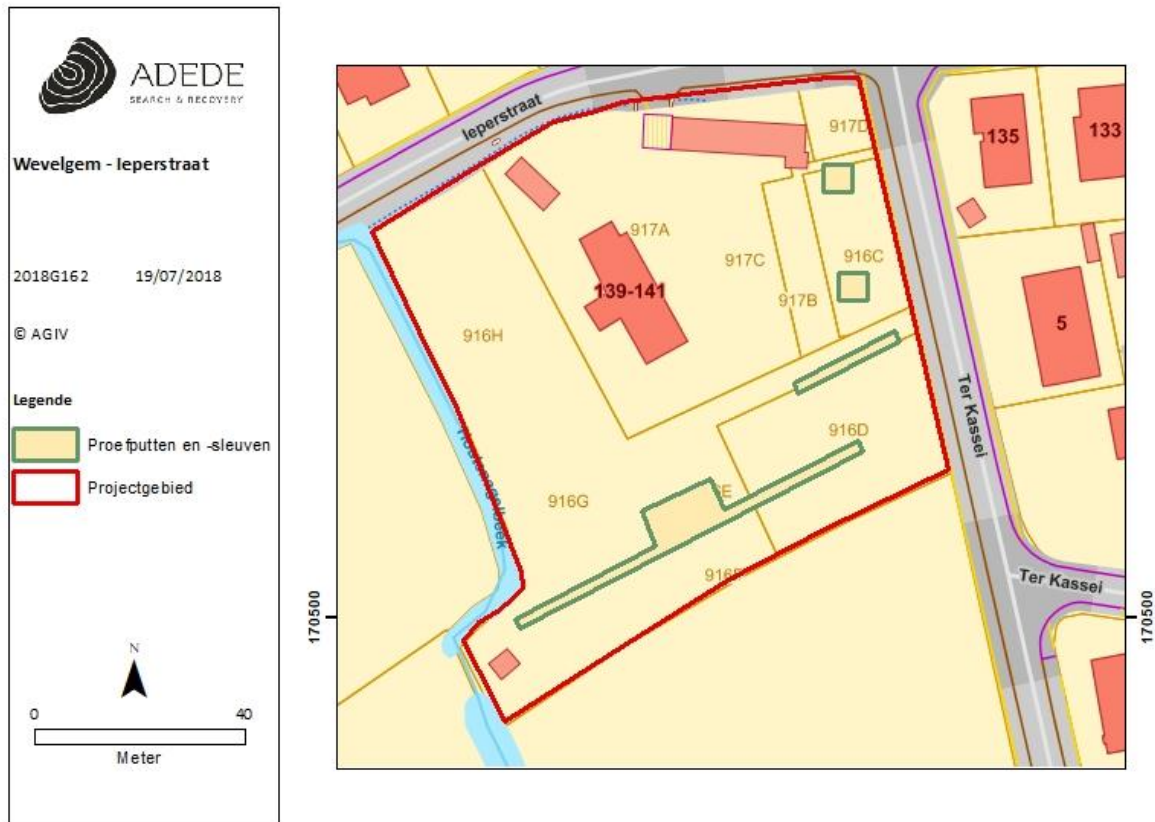 ADEDE
SEARCH & RECOVERY
Wevelgem - Ieperstraat
2018G162 19/07/2018
© AGIV
Legende
Proefputten en -sleuven
Projectgebied
N
0 40
Meter
Ieperstraat
917D
135
133
917A
917C
916C
139-141
917B
916H
5
Ter Kassei
916D
916G
Ter Kassei
170500
170500